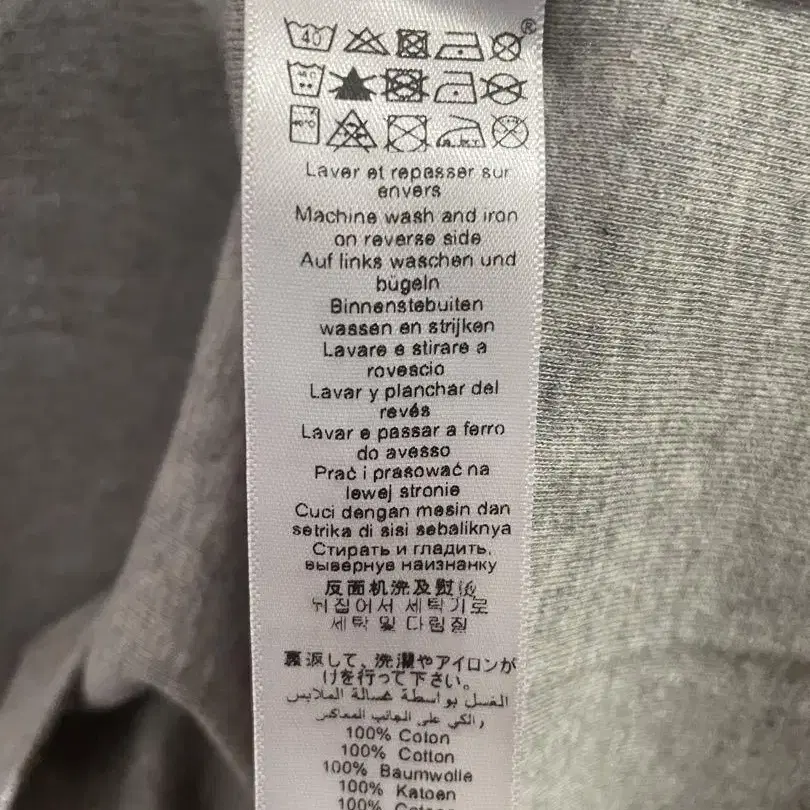 40
®
40°C
Laver et repasser sur
envers
Machine wash and iron
on reverse side
Auf links waschen und
bügeln
Binnenstebuiten
wassen en strijken
Lavare e stirare a
rovescio
Lavar y planchar del
revés
Lavar e passar a ferro
do avesso
Prać i prasować na
lewej stronie
Cuci dengan mesin dan
setrika di sisi sebaliknya
Стирать и гладить,
вывернув наизнанку
反面机洗及熨烫
뒤집어서 세탁기로
세탁 및 다림질
裏返して、洗濯やアイロンが
けを行って下さい。
الغسل بواسطة غسالة الملابس
والكي على الجانب المعاكس
100% Coton
100% Cotton
100% Baumwolle
100% Katoen
100%